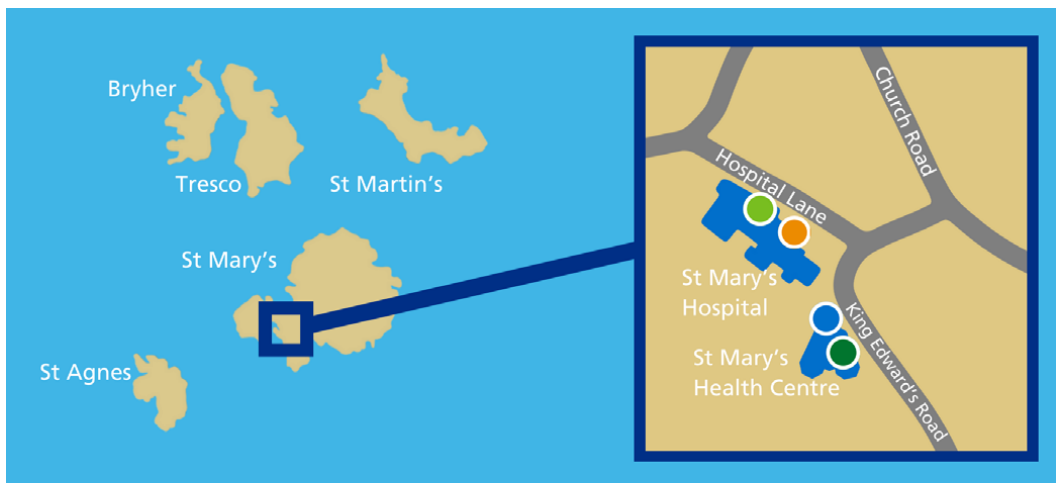 Bryher
Tresco
St Martin's
St Mary's
St Agnes
Church Road
Hospital Lane
St Mary's
Hospital
King Edward's Road
St Mary's
Health Centre